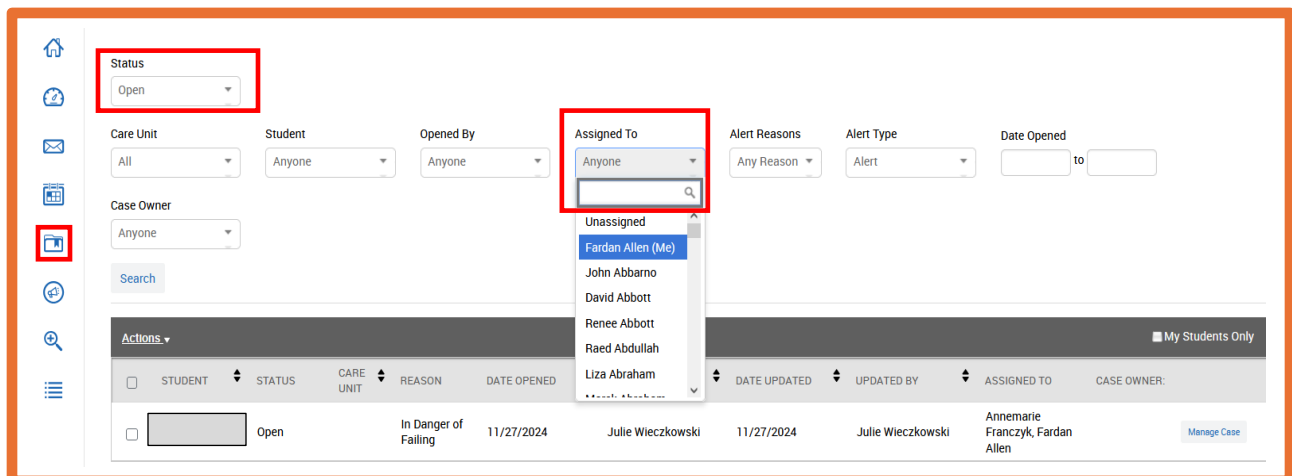 Status
Open
Care Unit Student Opened By Assigned To Alert Reasons Alert Type Date Opened
All Anyone Anyone Anyone Any Reason Alert to
Case Owner
Anyone
Unassigned
Fardan Allen (Me)
John Abbarno
David Abbott
Renee Abbott
Raed Abdullah
Liza Abraham
Search
Actions My Students Only
STUDENT STATUS CARE UNIT REASON DATE OPENED DATE UPDATED UPDATED BY ASSIGNED TO CASE OWNER:
Open In Danger of Failing 11/27/2024 Julie Wieczkowski 11/27/2024 Julie Wieczkowski Annemarie Franczyk, Fardan Allen Manage Case